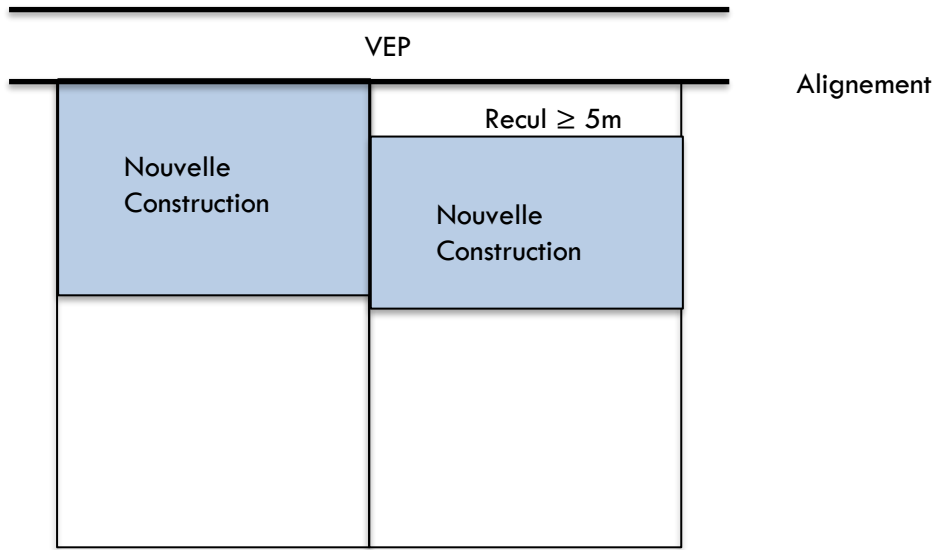 VEP
Alignement
Recul ≥ 5m
Nouvelle
Construction
Nouvelle
Construction